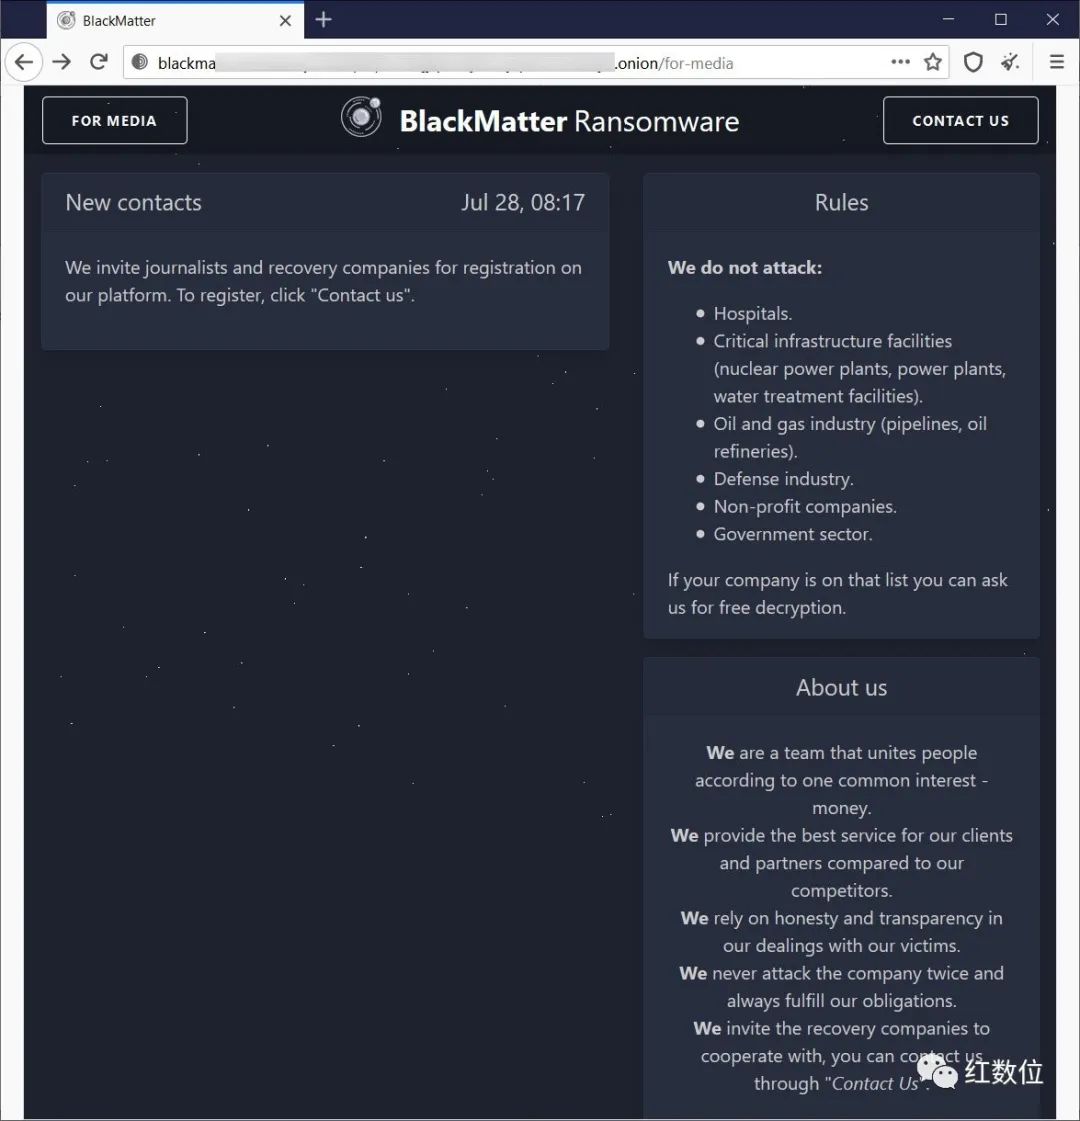 BlackMatter
blackma .onion/for-media
FOR MEDIA
BlackMatter Ransomware
CONTACT US
New contacts
Jul 28, 08:17
We invite journalists and recovery companies for registration on
our platform. To register, click "Contact us".
Rules
We do not attack:
Hospitals.
Critical infrastructure facilities
(nuclear power plants, power plants,
water treatment facilities).
Oil and gas industry (pipelines, oil
refineries).
Defense industry.
Non-profit companies.
Government sector.
If your company is on that list you can ask
us for free decryption.
About us
We are a team that unites people
according to one common interest -
money.
We provide the best service for our clients
and partners compared to our
competitors.
We rely on honesty and transparency in
our dealings with our victims.
We never attack the company twice and
always fulfill our obligations.
We invite the recovery companies to
cooperate with, you can contact us
through "Contact Us".
红数位